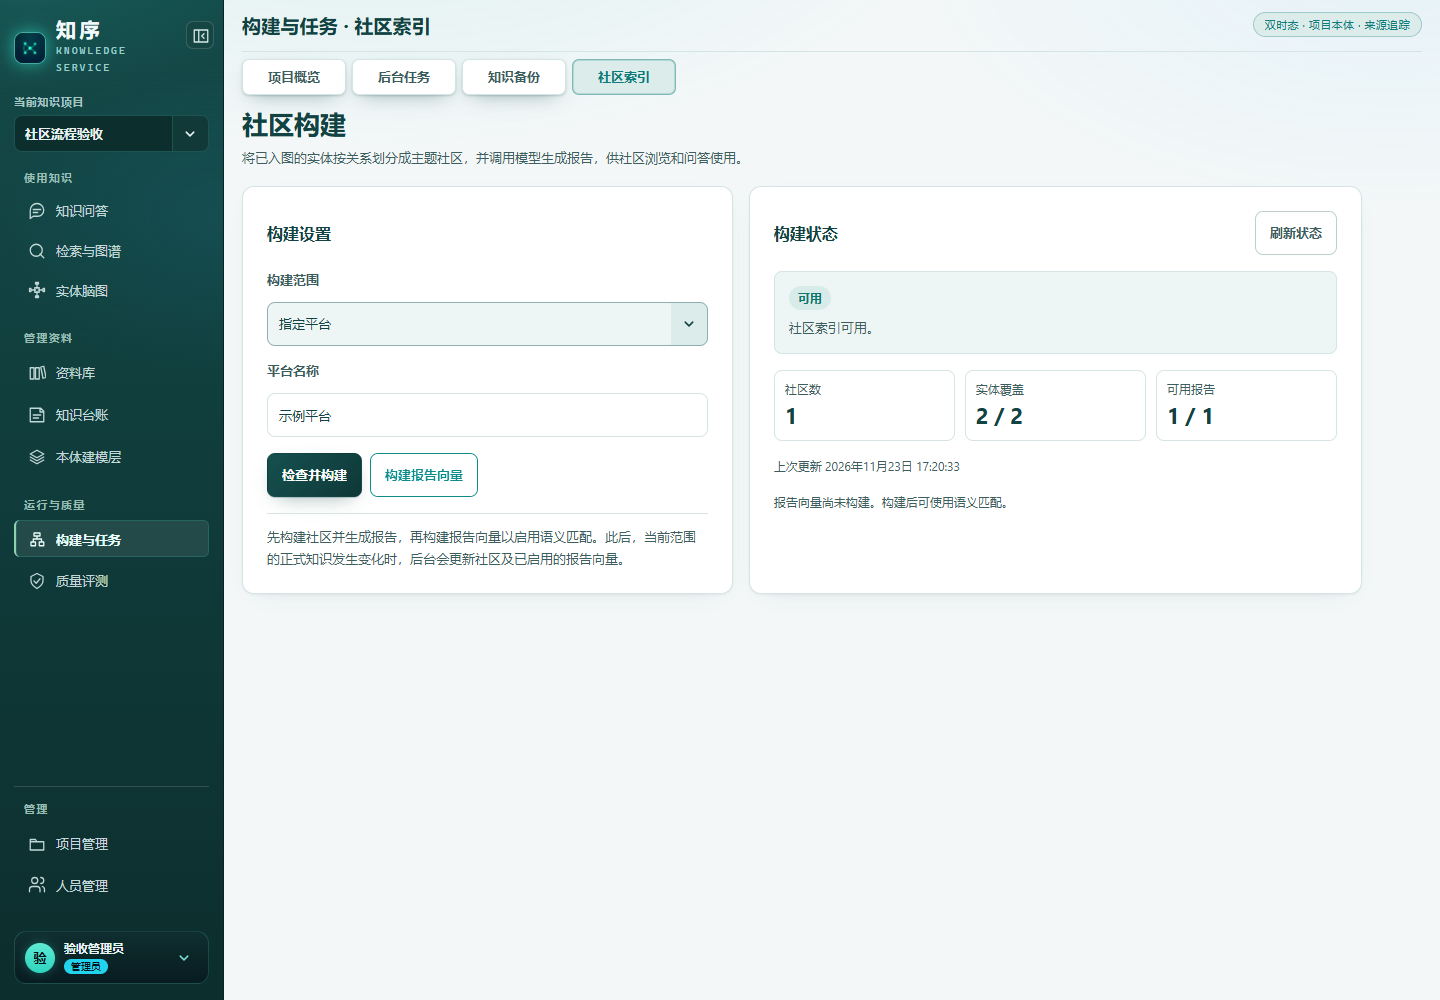 知序
KNOWLEDGE
SERVICE
当前知识项目
社区流程验收
使用知识
知识问答
检索与图谱
实体脑图
管理资料
资料库
知识台账
本体建模层
运行与质量
构建与任务
质量评测
管理
项目管理
人员管理
验
验收管理员
管理员
构建与任务 · 社区索引
双时态 · 项目本体 · 来源追踪
项目概览
后台任务
知识备份
社区索引
社区构建
将已入图的实体按关系划分成主题社区，并调用模型生成报告，供社区浏览和问答使用。
构建设置
构建范围
指定平台
平台名称
示例平台
检查并构建
构建报告向量
先构建社区并生成报告，再构建报告向量以启用语义匹配。此后，当前范围
的正式知识发生变化时，后台会更新社区及已启用的报告向量。
构建状态
刷新状态
可用
社区索引可用。
社区数
1
实体覆盖
2 / 2
可用报告
1 / 1
上次更新 2026年11月23日 17:20:33
报告向量尚未构建。构建后可使用语义匹配。